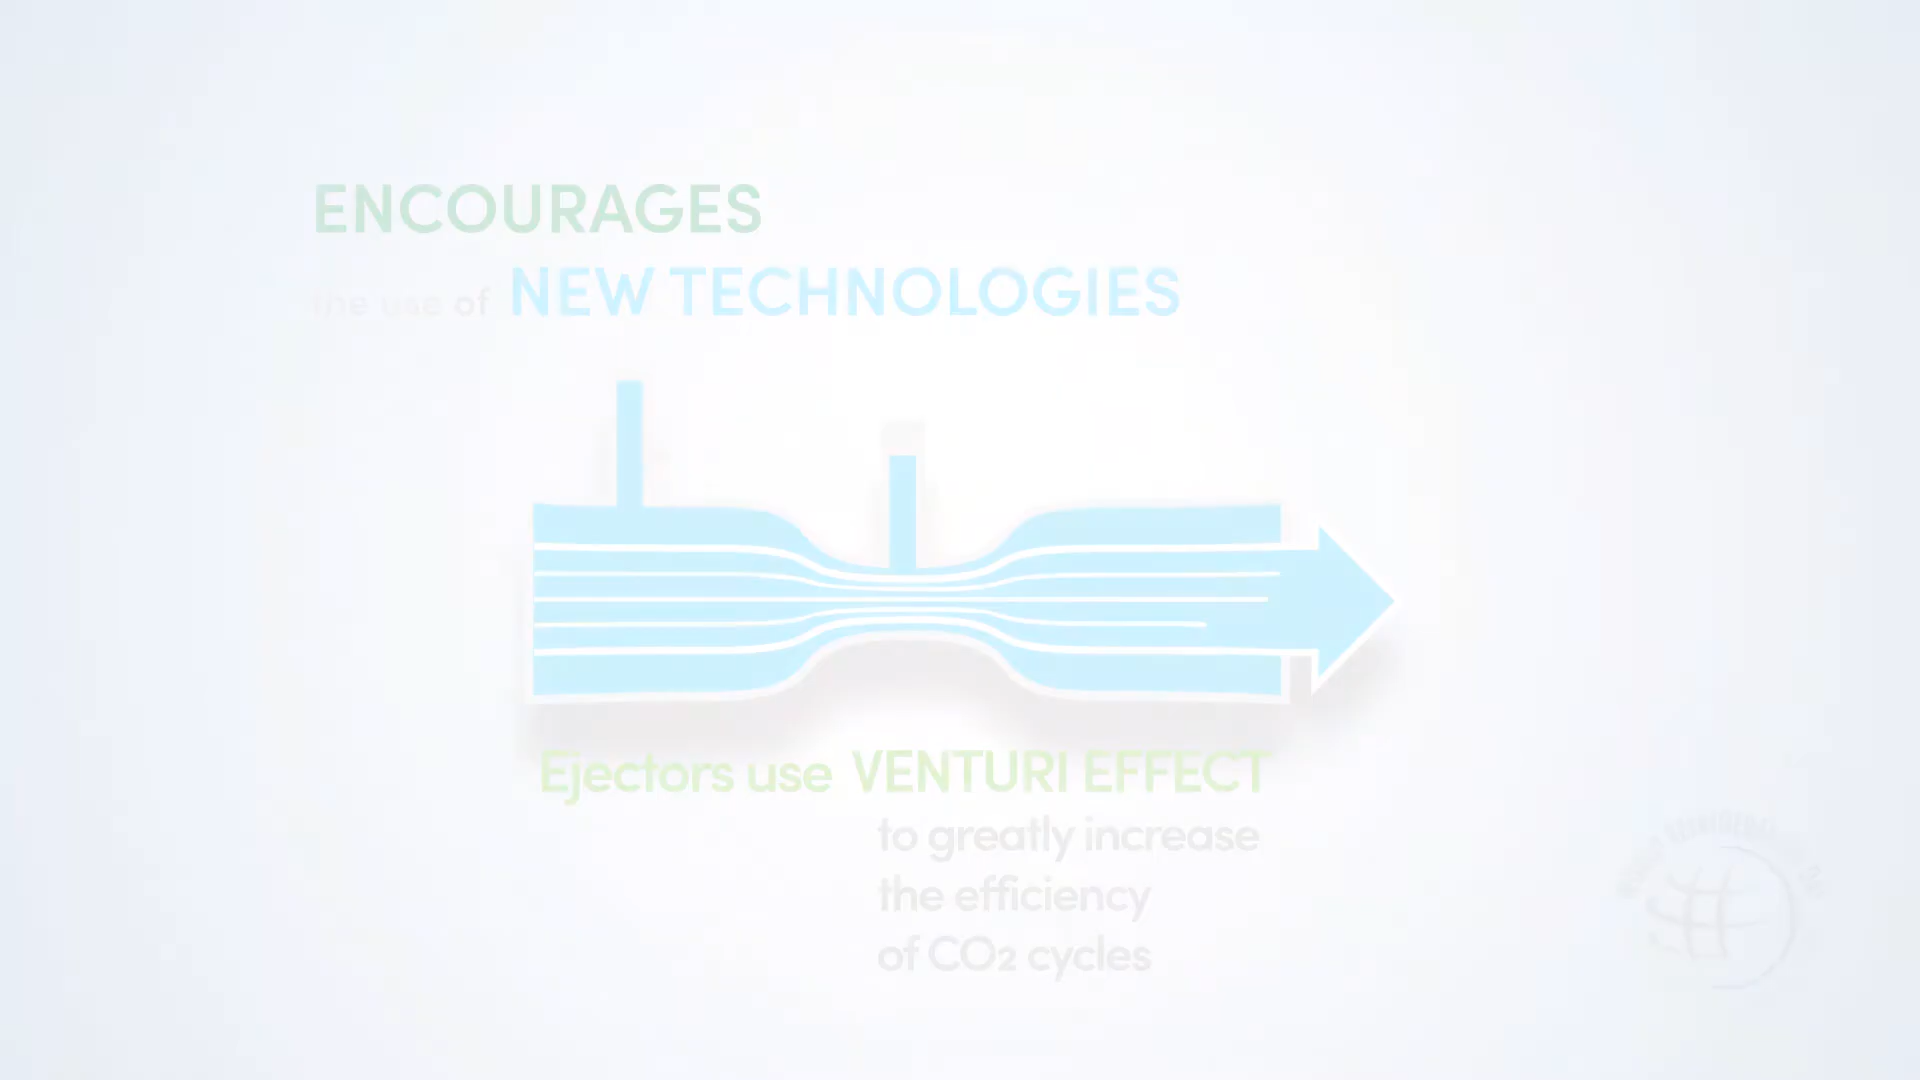 ENCOURAGES
the use of NEW TECHNOLOGIES
Ejectors use VENTURI EFFECT
to greatly increase
the efficiency
of CO2 cycles